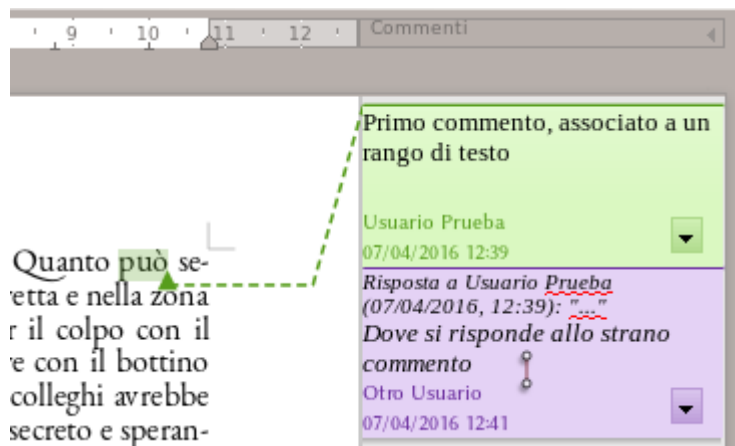 9 10 11 12 Commenti
Primo commento, associato a un
rango di testo
Usuario Prueba
07/04/2016 12:39
Quanto può se-
retta e nella zona
r il colpo con il
re con il bottino
colleghi avrebbe
secreto e speran-
Risposta a Usuario Prueba
(07/04/2016, 12:39): "..."
Dove si risponde allo strano
commento
Otro Usuario
07/04/2016 12:41